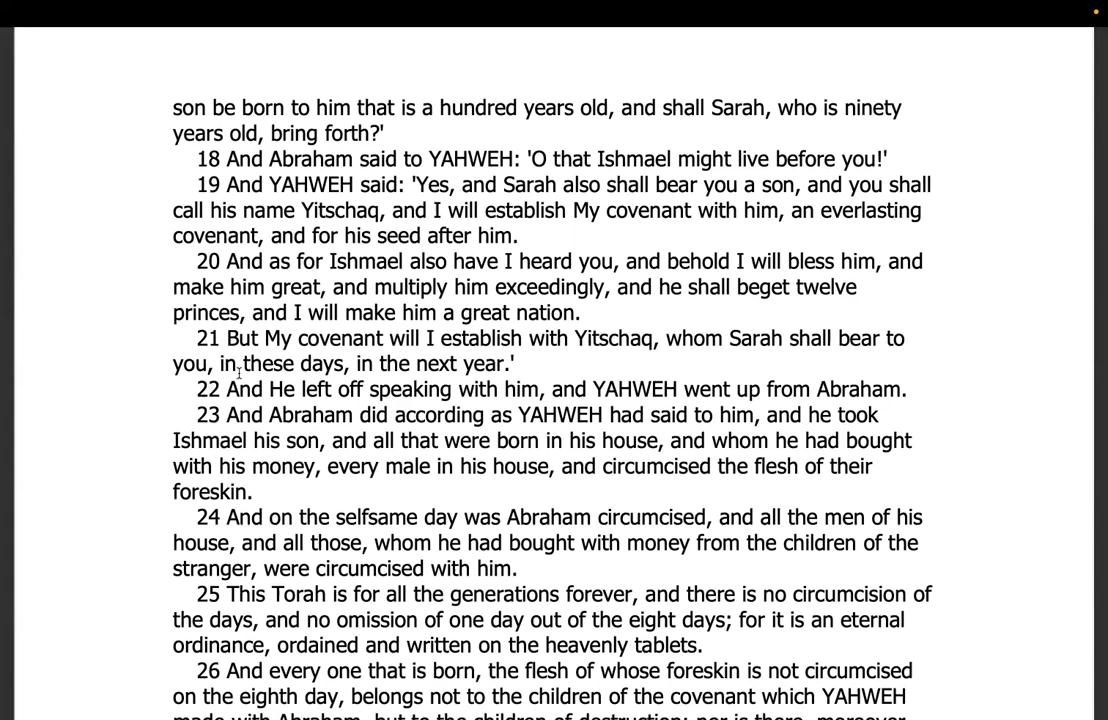 son be born to him that is a hundred years old, and shall Sarah, who is ninety
years old, bring forth?'
18 And Abraham said to YAHWEH: 'O that Ishmael might live before you!'
19 And YAHWEH said: 'Yes, and Sarah also shall bear you a son, and you shall
call his name Yitschaq, and I will establish My covenant with him, an everlasting
covenant, and for his seed after him.
20 And as for Ishmael also have I heard you, and behold I will bless him, and
make him great, and multiply him exceedingly, and he shall beget twelve
princes, and I will make him a great nation.
21 But My covenant will I establish with Yitschaq, whom Sarah shall bear to
you, in these days, in the next year.'
22 And He left off speaking with him, and YAHWEH went up from Abraham.
23 And Abraham did according as YAHWEH had said to him, and he took
Ishmael his son, and all that were born in his house, and whom he had bought
with his money, every male in his house, and circumcised the flesh of their
foreskin.
24 And on the selfsame day was Abraham circumcised, and all the men of his
house, and all those, whom he had bought with money from the children of the
stranger, were circumcised with him.
25 This Torah is for all the generations forever, and there is no circumcision of
the days, and no omission of one day out of the eight days; for it is an eternal
ordinance, ordained and written on the heavenly tablets.
26 And every one that is born, the flesh of whose foreskin is not circumcised
on the eighth day, belongs not to the children of the covenant which YAHWEH
made with Abraham, but to the children of destruction; nor is there, moreover,